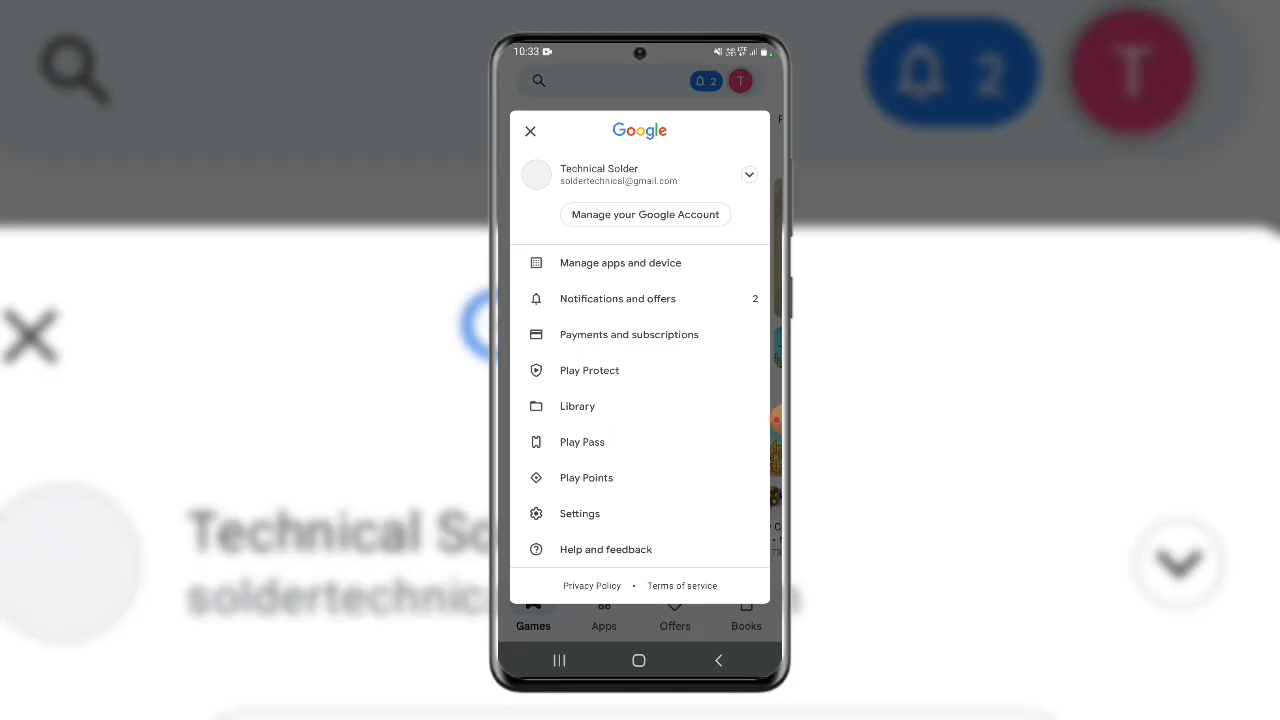 10:33
2
T
Google
Technical Solder
soldertechnical@gmail.com
Manage your Google Account
Manage apps and device
Notifications and offers 2
Payments and subscriptions
Play Protect
Library
Play Pass
Play Points
Settings
Help and feedback
Privacy Policy • Terms of service
Games Apps Offers Books
2
T
Technical So
soldertechnic